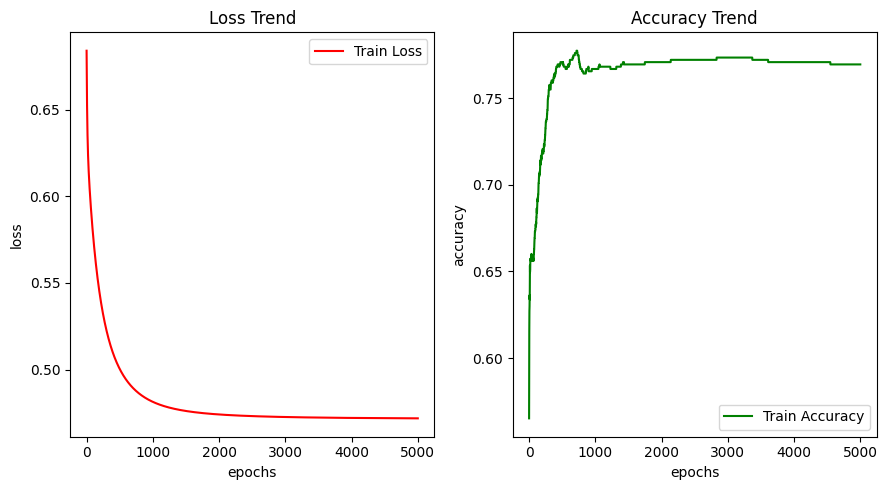 Loss Trend
Train Loss
0.65
0.60
0.55
0.50
loss
0 1000 2000 3000 4000 5000
epochs
Accuracy Trend
0.75
0.70
0.65
0.60
accuracy
Train Accuracy
0 1000 2000 3000 4000 5000
epochs